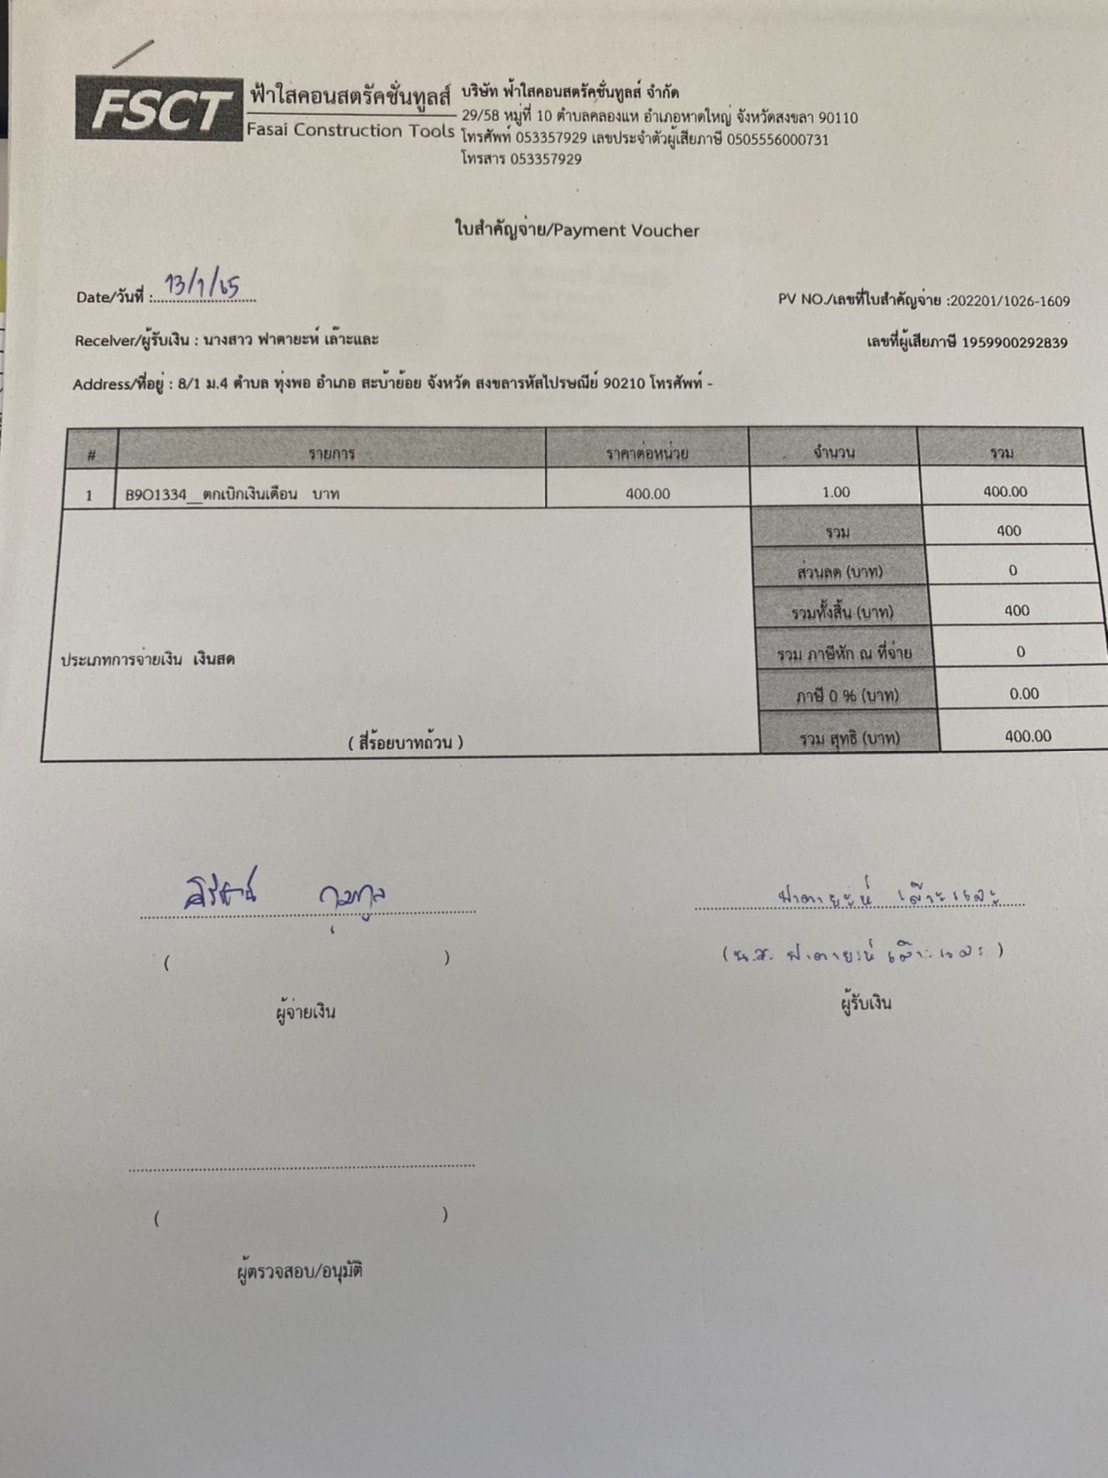 FSCT
ฟ้าใสคอนสตรัคชั่นทูลส์
Fasai Construction Tools
บริษัท ฟ้าใสคอนสตรัคชั่นทูลส์ จำกัด
29/58 หมู่ที่ 10 ตำบลคลองแห อำเภอหาดใหญ่ จังหวัดสงขลา 90110
โทรศัพท์ 053357929 เลขประจำตัวผู้เสียภาษี 0505556000731
โทรสาร 053357929
ใบสำคัญจ่าย/Payment Voucher
Date/วันที่ : 13/1/65
PV NO./เลขที่ใบสำคัญจ่าย :202201/1026-1609
Receiver/ผู้รับเงิน : นางสาว ฟาตายะห์ เล๊าะและ
เลขที่ผู้เสียภาษี 1959900292839
Address/ที่อยู่ : 8/1 ม.4 ตำบล ทุ่งพอ อำเภอ สะบ้าย้อย จังหวัด สงขลารหัสไปรษณีย์ 90210 โทรศัพท์ -
# รายการ ราคาต่อหน่วย จำนวน รวม
1 B9O1334__ตกเบิกเงินเดือน บาท 400.00 1.00 400.00
รวม 400
ส่วนลด (บาท) 0
รวมทั้งสิ้น (บาท) 400
ประเภทการจ่ายเงิน เงินสด
รวม ภาษีหัก ณ ที่จ่าย 0
ภาษี 0 % (บาท) 0.00
( สี่ร้อยบาทถ้วน )
รวม สุทธิ (บาท) 400.00
ฟาตายะห์ เล๊าะและ
( )
(น.ส. ฟาตายะห์ เล๊าะและ)
ผู้จ่ายเงิน
ผู้รับเงิน
( )
ผู้ตรวจสอบ/อนุมัติ